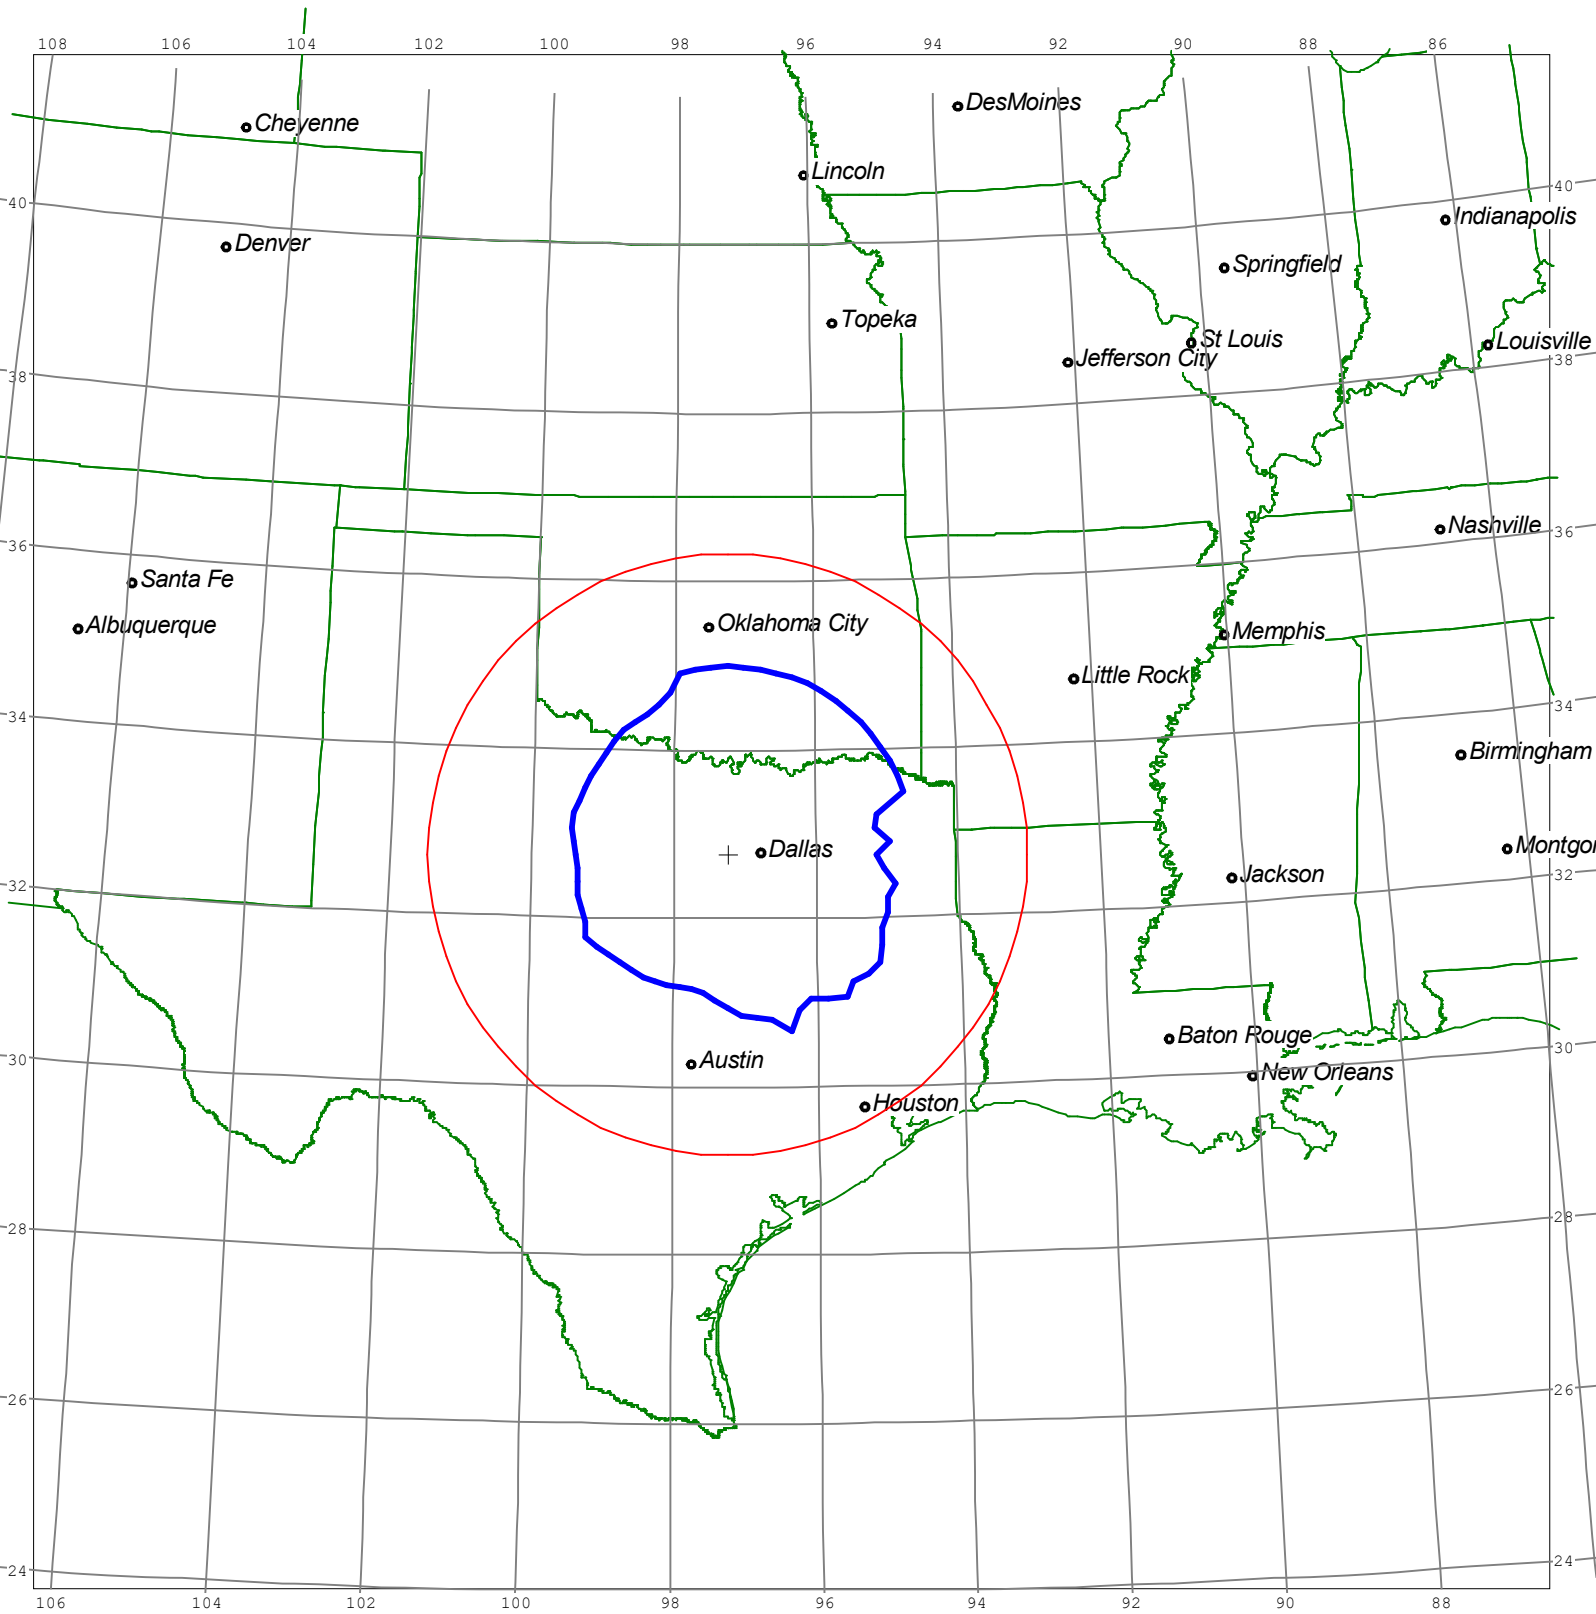 108 106 104 102 100 98 96 94 92 90 88 86
DesMoines
Cheyenne
Lincoln
40 40
Indianapolis
Denver
Springfield
Topeka
St Louis
Louisville
Jefferson City
38 38
Nashville
36 36
Santa Fe
Oklahoma City
Albuquerque
Memphis
Little Rock
34 34
Birmingham
Dallas
Montgor
Jackson
32 32
Baton Rouge
30 30
Austin
New Orleans
Houston
28 28
26 26
24 24
106 104 102 100 98 96 94 92 90 88